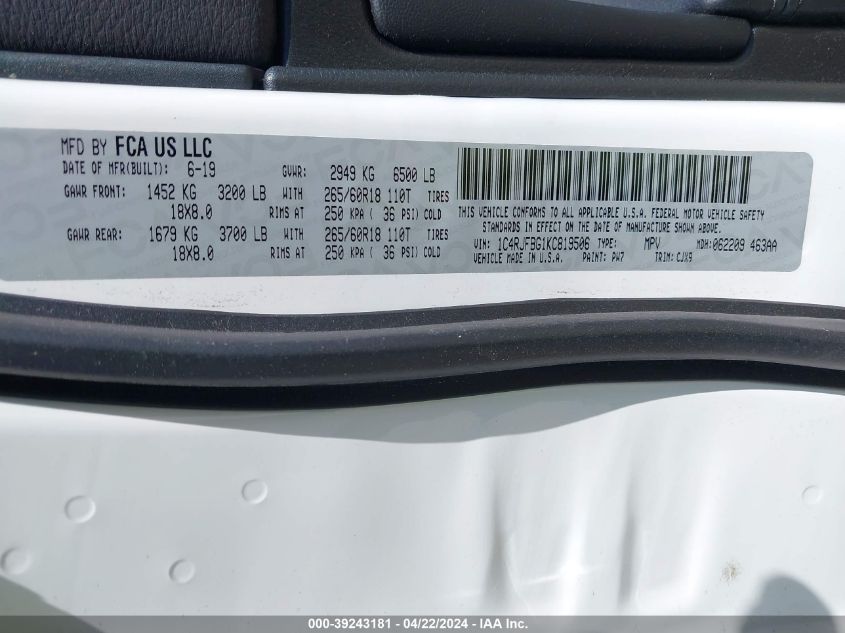 MFD BY FCA US LLC
DATE OF MFR(BUILT): 6-19 GVWR: 2949 KG 6500 LB
GAWR FRONT: 1452 KG 3200 LB WITH 265/60R18 110T TIRES
18X8.0 RIMS AT 250 KPA ( 36 PSI) COLD
GAWR REAR: 1679 KG 3700 LB WITH 265/60R18 110T TIRES
18X8.0 RIMS AT 250 KPA ( 36 PSI) COLD
THIS VEHICLE CONFORMS TO ALL APPLICABLE U.S.A. FEDERAL MOTOR VEHICLE SAFETY
STANDARDS IN EFFECT ON THE DATE OF MANUFACTURE SHOWN ABOVE.
VIN: 1C4RJFBG1KC819506 TYPE: MPV MDH:062209 463AA
VEHICLE MADE IN U.S.A. PAINT: PW7 TRIM: CJX9
000-39243181 - 04/22/2024 - IAA Inc.